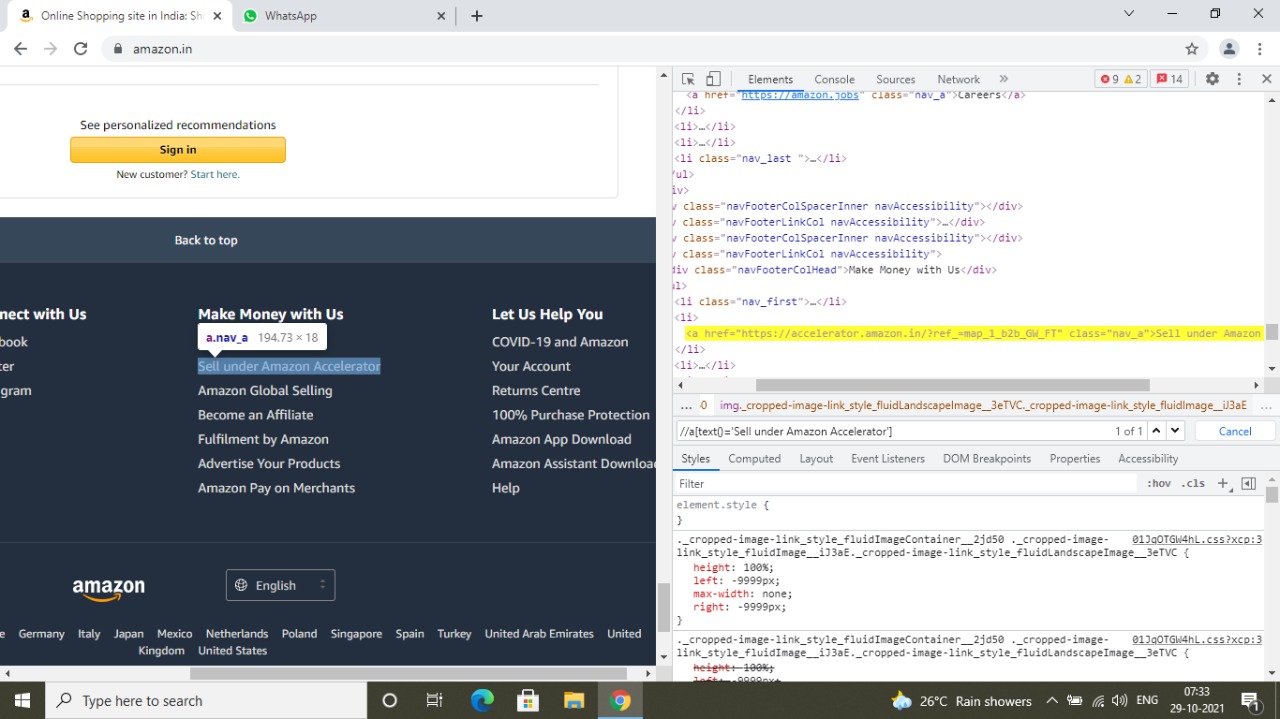 Online Shopping site in India: Sh
WhatsApp
amazon.in
See personalized recommendations
Sign in
New customer? Start here.
Back to top
nect with Us
book
ter
gram
Make Money with Us
a.nav_a 194.73 × 18
Sell under Amazon Accelerator
Amazon Global Selling
Become an Affiliate
Fulfilment by Amazon
Advertise Your Products
Amazon Pay on Merchants
Let Us Help You
COVID-19 and Amazon
Your Account
Returns Centre
100% Purchase Protection
Amazon App Download
Amazon Assistant Downloa
Help
amazon
English
e Germany Italy Japan Mexico Netherlands Poland Singapore Spain Turkey United Arab Emirates United
Kingdom United States
Elements Console Sources Network » 9 2 14
<a href="https://amazon.jobs" class="nav_a">Careers</a>
</li>
<li>…</li>
<li>…</li>
<li class="nav_last ">…</li>
/ul>
iv>
v class="navFooterColSpacerInner navAccessibility"></div>
v class="navFooterLinkCol navAccessibility">…</div>
v class="navFooterColSpacerInner navAccessibility"></div>
v class="navFooterLinkCol navAccessibility">
div class="navFooterColHead">Make Money with Us</div>
ul>
<li class="nav_first">…</li>
<li>
<a href="https://accelerator.amazon.in/?ref_=map_1_b2b_GW_FT" class="nav_a">Sell under Amazon
</li>
<li>…</li>
… 0 img._cropped-image-link_style_fluidLandscapeImage__3eTVC._cropped-image-link_style_fluidImage__iJ3aE …
//a[text()='Sell under Amazon Accelerator'] 1 of 1 Cancel
Styles Computed Layout Event Listeners DOM Breakpoints Properties Accessibility
Filter :hov .cls +
element.style {
}
._cropped-image-link_style_fluidImageContainer__2jd50 ._cropped-image- 01JqOTGW4hL.css?xcp:3
link_style_fluidImage__iJ3aE._cropped-image-link_style_fluidLandscapeImage__3eTVC {
height: 100%;
left: -9999px;
max-width: none;
right: -9999px;
}
._cropped-image-link_style_fluidImageContainer__2jd50 ._cropped-image- 01JqOTGW4hL.css?xcp:3
link_style_fluidImage__iJ3aE._cropped-image-link_style_fluidLandscapeImage__3eTVC {
height: 100%;
left: -9999px;
Type here to search
26°C Rain showers
ENG
07:33
29-10-2021
1